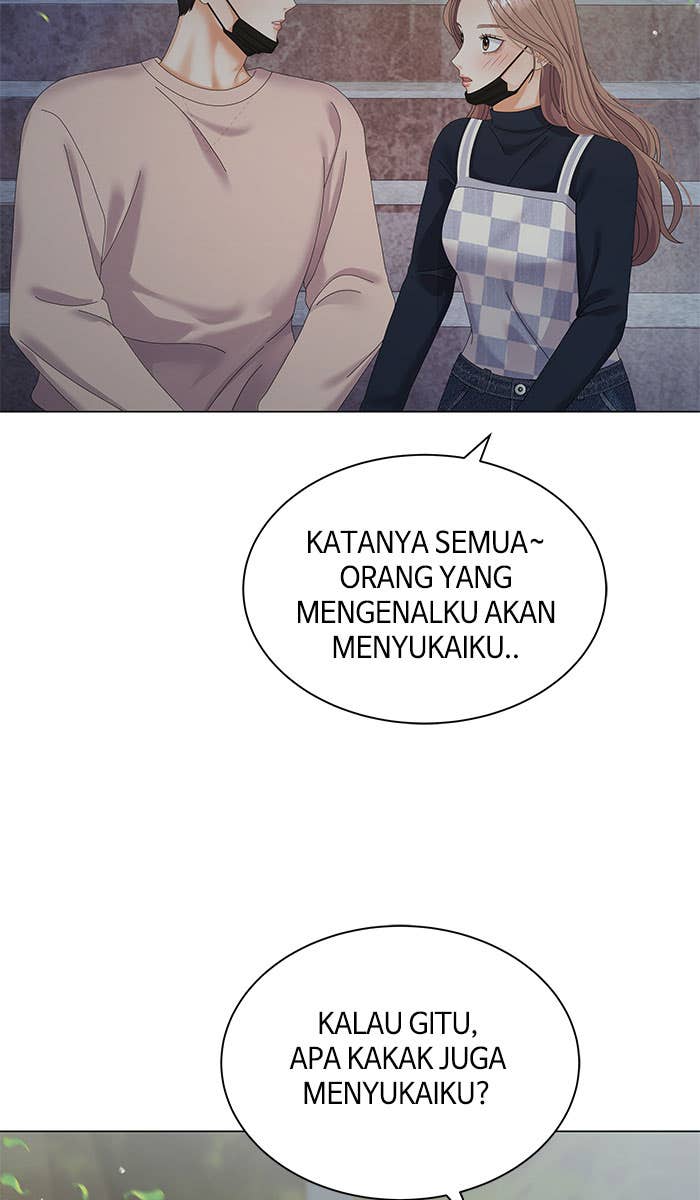 KATANYA SEMUA~
ORANG YANG
MENGENALKU AKAN
MENYUKAIKU..
KALAU GITU,
APA KAKAK JUGA
MENYUKAIKU?